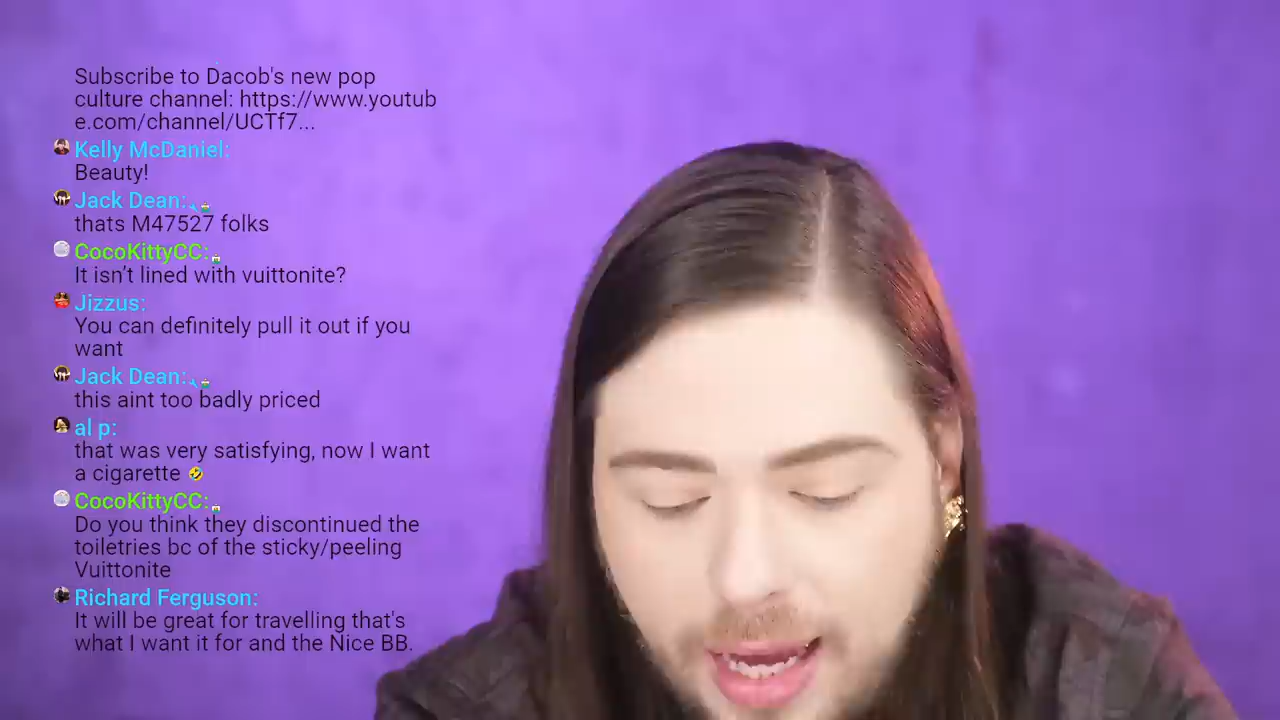 Subscribe to Dacob's new pop
culture channel: https://www.youtub
e.com/channel/UCTf7...
Kelly McDaniel:
Beauty!
Jack Dean:
thats M47527 folks
CocoKittyCC:
It isn’t lined with vuittonite?
Jizzus:
You can definitely pull it out if you
want
Jack Dean:
this aint too badly priced
al p:
that was very satisfying, now I want
a cigarette 🤣
CocoKittyCC:
Do you think they discontinued the
toiletries bc of the sticky/peeling
Vuittonite
Richard Ferguson:
It will be great for travelling that's
what I want it for and the Nice BB.